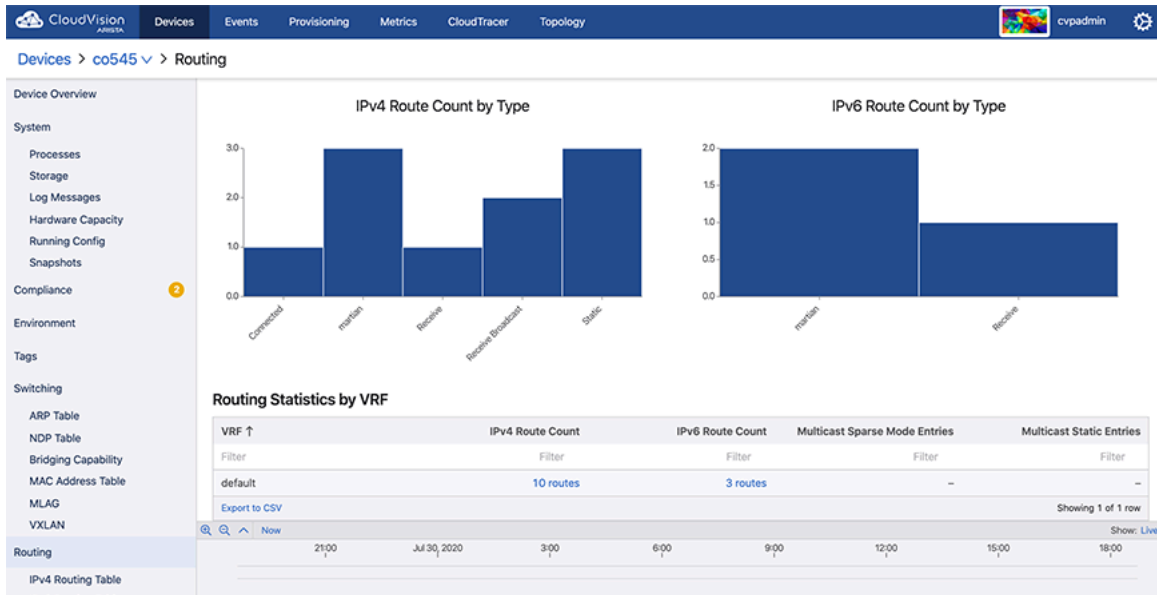 CloudVision
ARISTA
Devices Events Provisioning Metrics CloudTracer Topology cvpadmin
Devices > co545 > Routing
Device Overview
System
Processes
Storage
Log Messages
Hardware Capacity
Running Config
Snapshots
Compliance 2
Environment
Tags
Switching
ARP Table
NDP Table
Bridging Capability
MAC Address Table
MLAG
VXLAN
Routing
IPv4 Routing Table
IPv4 Route Count by Type
3.0
2.0
1.0
0.0
Connected martian Receive Receive Broadcast Static
IPv6 Route Count by Type
2.0
1.5
1.0
0.5
0.0
martian Receive
Routing Statistics by VRF
VRF ↑ IPv4 Route Count IPv6 Route Count Multicast Sparse Mode Entries Multicast Static Entries
Filter Filter Filter Filter Filter
default 10 routes 3 routes – –
Export to CSV Showing 1 of 1 row
Now Show: Live
21:00 Jul 30, 2020 3:00 6:00 9:00 12:00 15:00 18:00